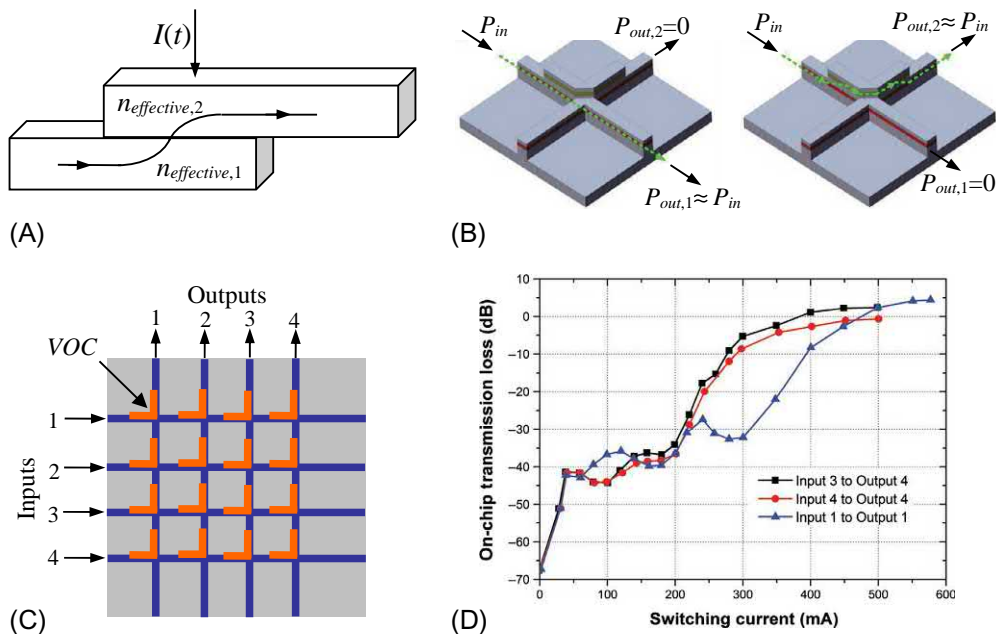 I(t)
n_effective,2
n_effective,1
(A)
P_in
P_out,2=0
P_out,1≈ P_in
P_in
P_out,2≈ P_in
P_out,1=0
(B)
Outputs
1 2 3 4
VOC
Inputs
1
2
3
4
(C)
On-chip transmission loss (dB)
10
0
–10
–20
–30
–40
–50
–60
–70
0 100 200 300 400 500 600
Switching current (mA)
Input 3 to Output 4
Input 4 to Output 4
Input 1 to Output 1
(D)